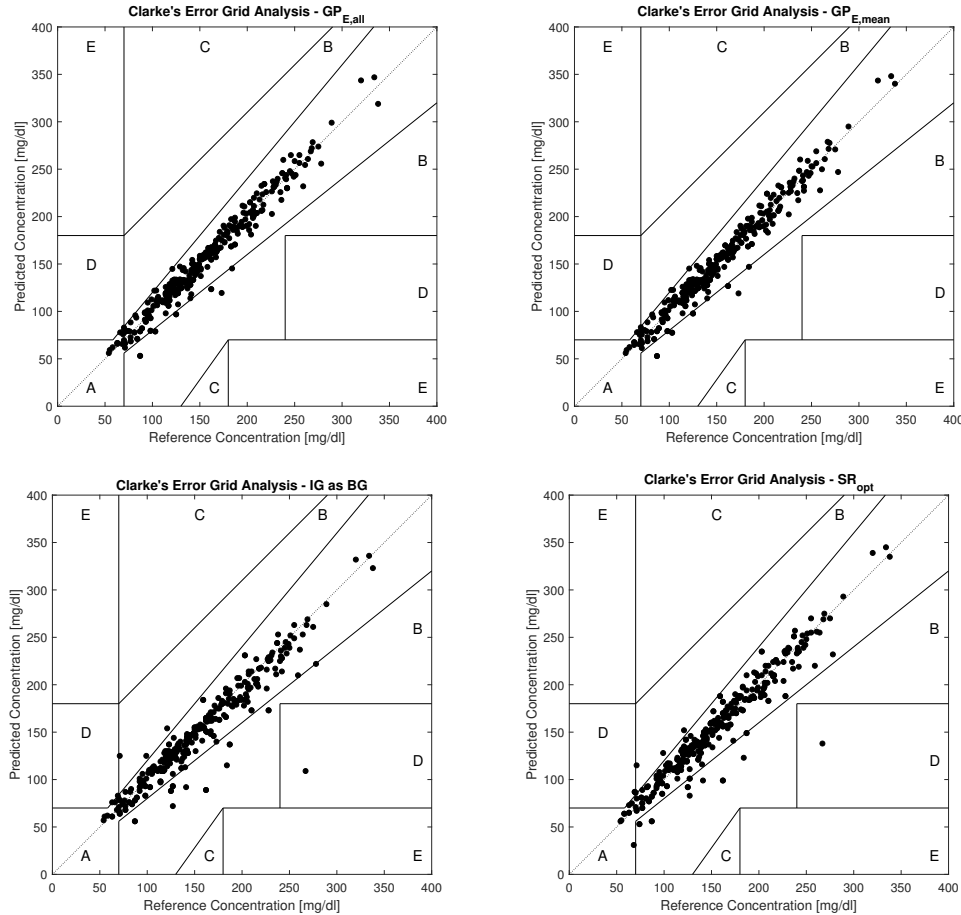 Clarke's Error Grid Analysis - GP_E,all
400
350
300
250
200
150
100
50
0
Predicted Concentration [mg/dl]
E C B
B
D
D
A C E
0 50 100 150 200 250 300 350 400
Reference Concentration [mg/dl]
Clarke's Error Grid Analysis - GP_E,mean
400
350
300
250
200
150
100
50
0
Predicted Concentration [mg/dl]
E C B
B
D
D
A C E
0 50 100 150 200 250 300 350 400
Reference Concentration [mg/dl]
Clarke's Error Grid Analysis - IG as BG
400
350
300
250
200
150
100
50
0
Predicted Concentration [mg/dl]
E C B
B
D
D
A C E
0 50 100 150 200 250 300 350 400
Reference Concentration [mg/dl]
Clarke's Error Grid Analysis - SR_opt
400
350
300
250
200
150
100
50
0
Predicted Concentration [mg/dl]
E C B
B
D
D
A C E
0 50 100 150 200 250 300 350 400
Reference Concentration [mg/dl]